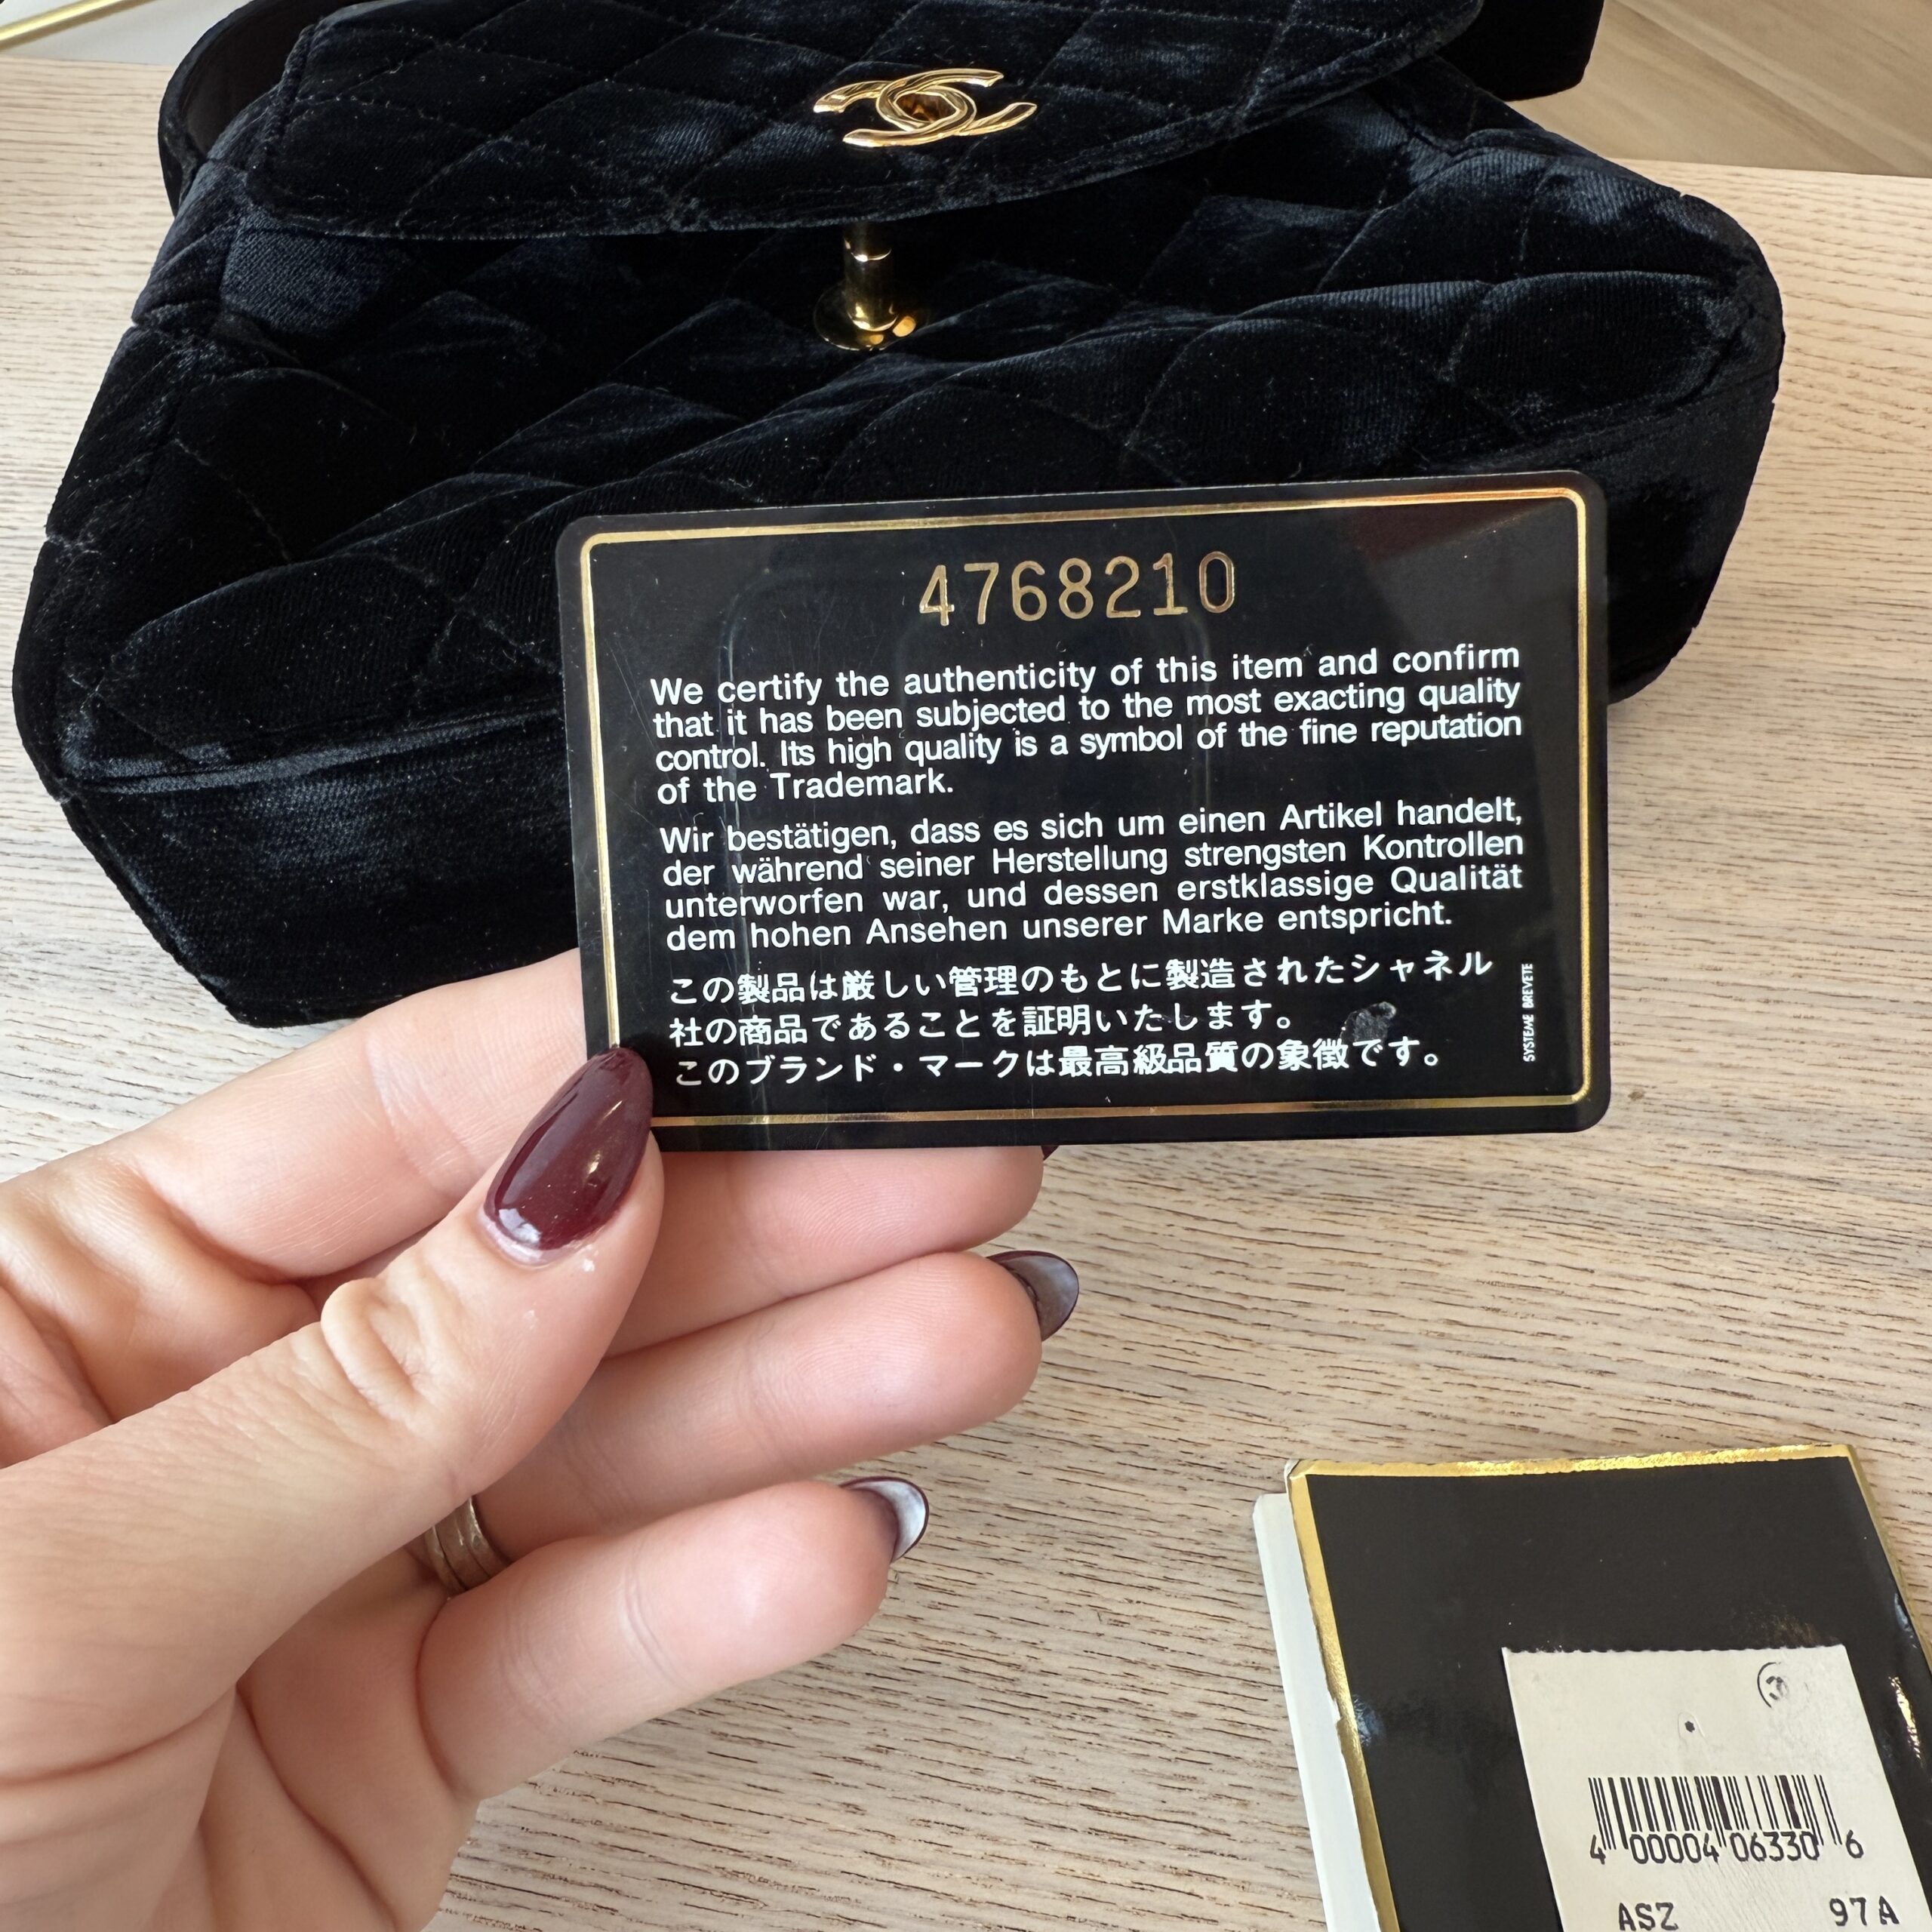 4768210
We certify the authenticity of this item and confirm
that it has been subjected to the most exacting quality
control. Its high quality is a symbol of the fine reputation
of the Trademark.
Wir bestätigen, dass es sich um einen Artikel handelt,
der während seiner Herstellung strengsten Kontrollen
unterworfen war, und dessen erstklassige Qualität
dem hohen Ansehen unserer Marke entspricht.
この製品は厳しい管理のもとに製造されたシャネル
社の商品であることを証明いたします。
このブランド・マークは最高級品質の象徴です。
SYSTEME BREVETE
4 00004 06330 6
ASZ 97A